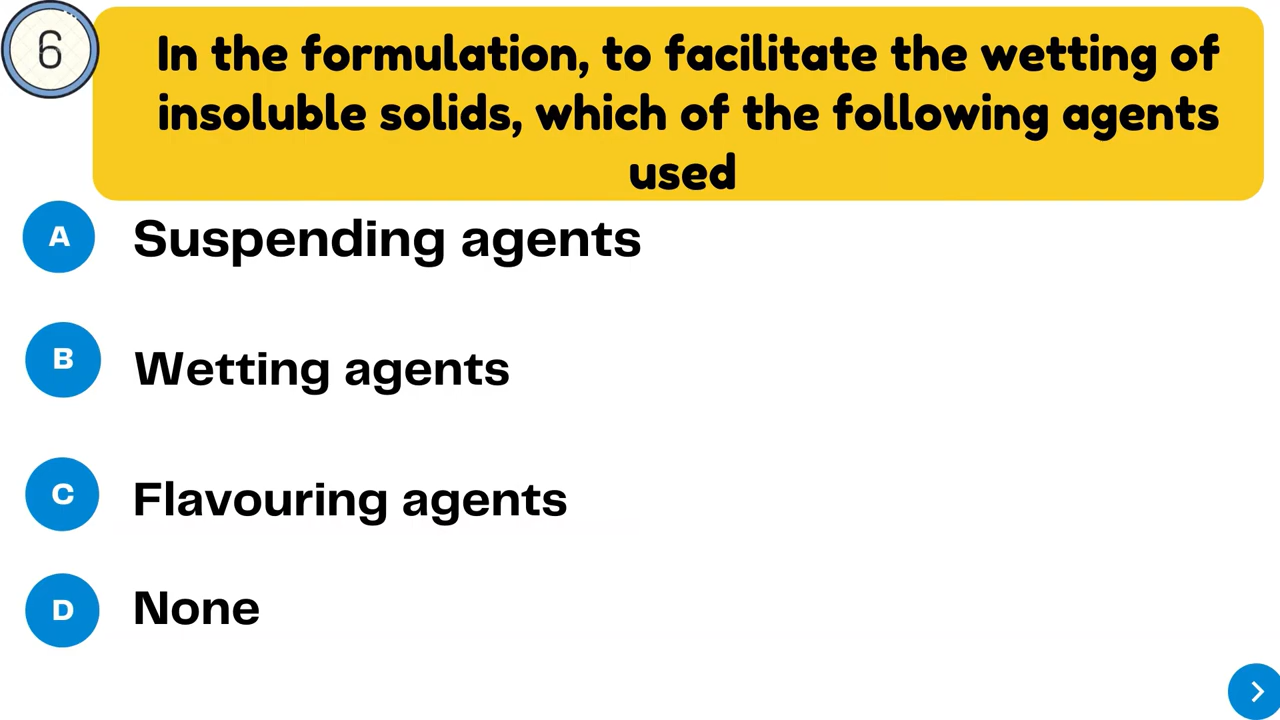 6
In the formulation, to facilitate the wetting of
insoluble solids, which of the following agents
used
A Suspending agents
B Wetting agents
C Flavouring agents
D None